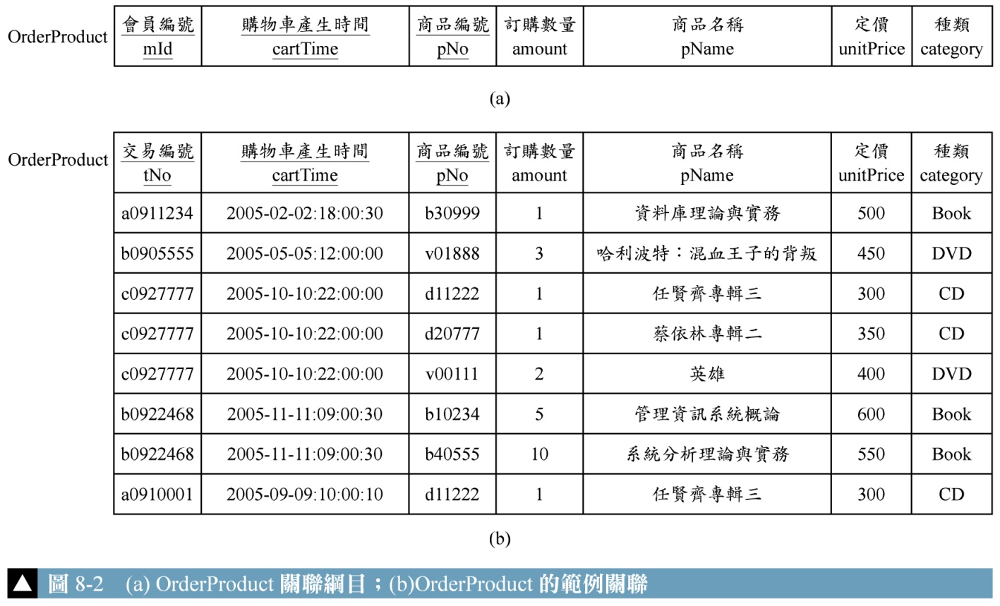 OrderProduct
會員編號 購物車產生時間 商品編號 訂購數量 商品名稱 定價 種類
mId cartTime pNo amount pName unitPrice category
(a)
OrderProduct
交易編號 購物車產生時間 商品編號 訂購數量 商品名稱 定價 種類
tNo cartTime pNo amount pName unitPrice category
a0911234 2005-02-02:18:00:30 b30999 1 資料庫理論與實務 500 Book
b0905555 2005-05-05:12:00:00 v01888 3 哈利波特：混血王子的背叛 450 DVD
c0927777 2005-10-10:22:00:00 d11222 1 任賢齊專輯三 300 CD
c0927777 2005-10-10:22:00:00 d20777 1 蔡依林專輯二 350 CD
c0927777 2005-10-10:22:00:00 v00111 2 英雄 400 DVD
b0922468 2005-11-11:09:00:30 b10234 5 管理資訊系統概論 600 Book
b0922468 2005-11-11:09:00:30 b40555 10 系統分析理論與實務 550 Book
a0910001 2005-09-09:10:00:10 d11222 1 任賢齊專輯三 300 CD
(b)
圖 8-2 (a) OrderProduct 關聯綱目；(b)OrderProduct 的範例關聯